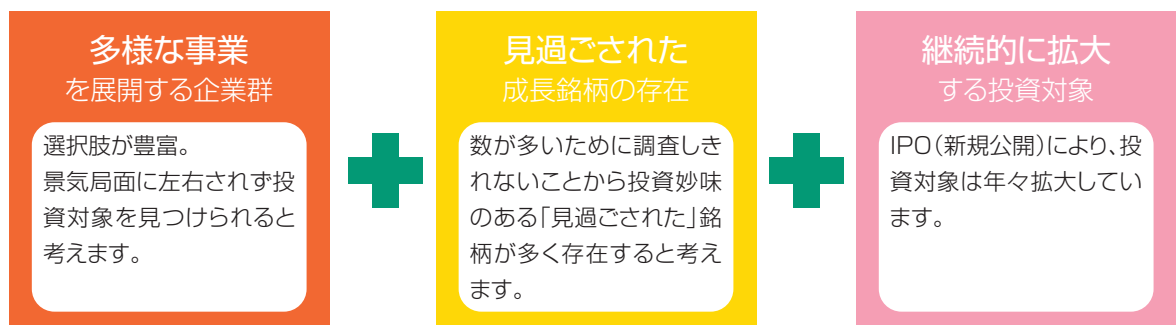 多様な事業
を展開する企業群
選択肢が豊富。
景気局面に左右されず投
資対象を見つけられると
考えます。
見過ごされた
成長銘柄の存在
数が多いために調査しき
れないことから投資妙味
のある「見過ごされた」銘
柄が多く存在すると考え
ます。
継続的に拡大
する投資対象
IPO(新規公開)により、投
資対象は年々拡大してい
ます。